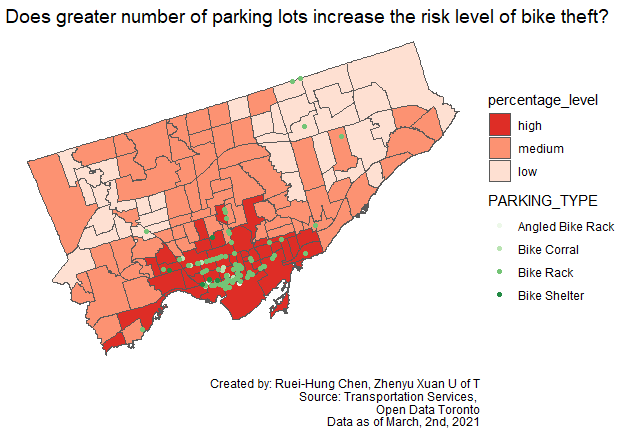 Does greater number of parking lots increase the risk level of bike theft?
percentage_level
high
medium
low
PARKING_TYPE
Angled Bike Rack
Bike Corral
Bike Rack
Bike Shelter
Created by: Ruei-Hung Chen, Zhenyu Xuan U of T
Source: Transportation Services,
Open Data Toronto
Data as of March, 2nd, 2021